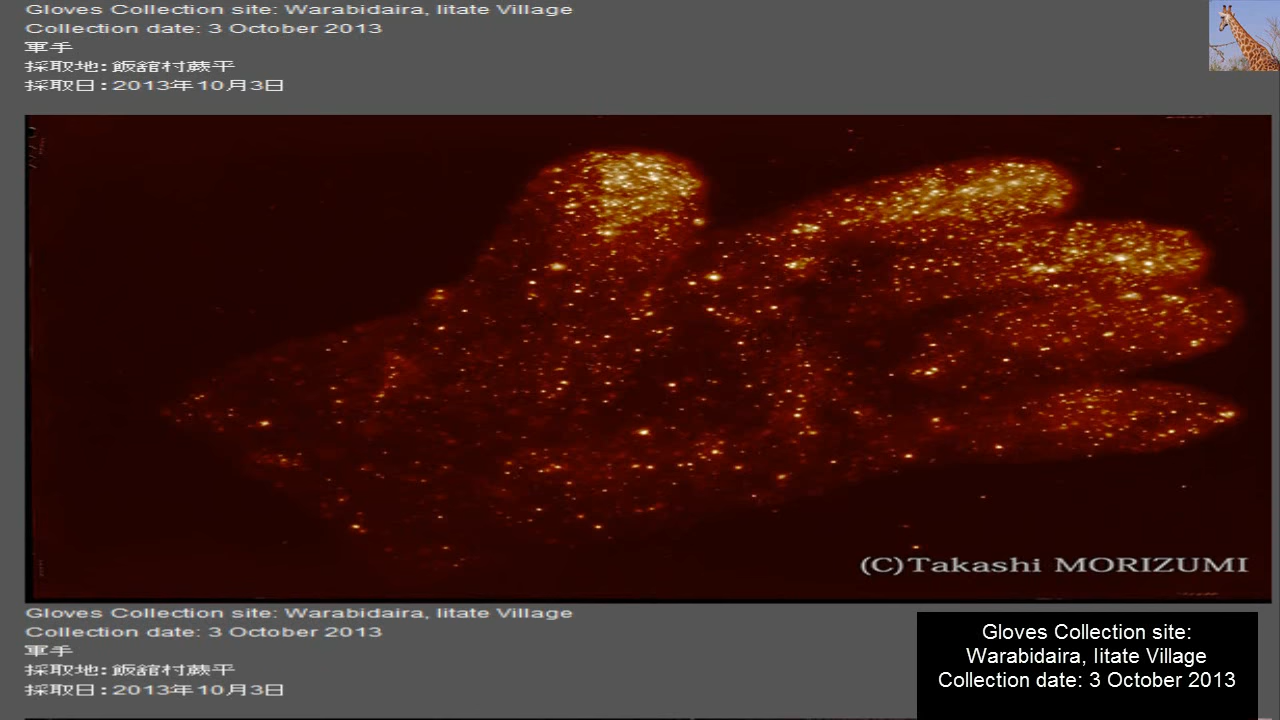 Gloves Collection site: Warabidaira, Iitate Village
Collection date: 3 October 2013
軍手
採取地:飯舘村蕨平
採取日:2013年10月3日
(C)Takashi MORIZUMI
Gloves Collection site: Warabidaira, Iitate Village
Collection date: 3 October 2013
軍手
採取地:飯舘村蕨平
採取日:2013年10月3日
Gloves Collection site:
Warabidaira, Iitate Village
Collection date: 3 October 2013